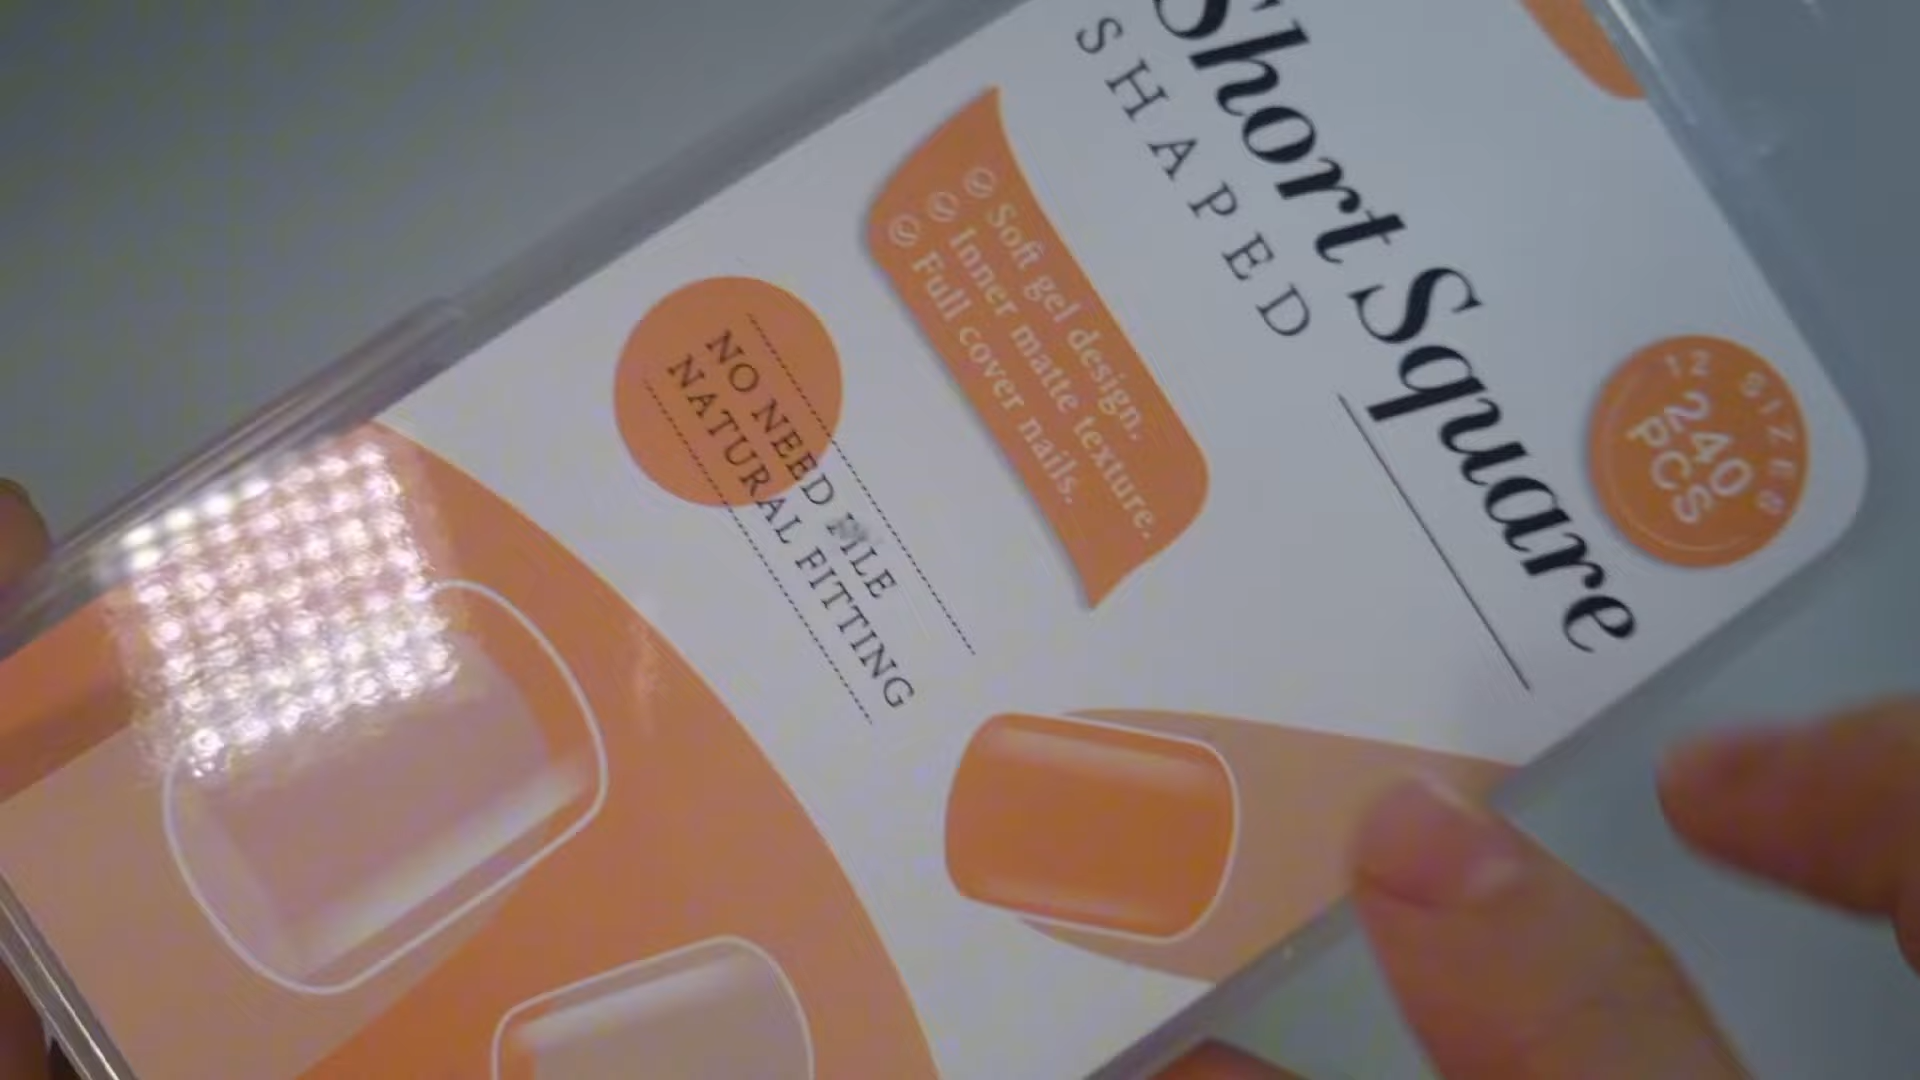 Short Square
SHAPED
12 SIZES
240
PCS
Soft gel design.
Inner matte texture.
Full cover nails.
NO NEED FILE
NATURAL FITTING